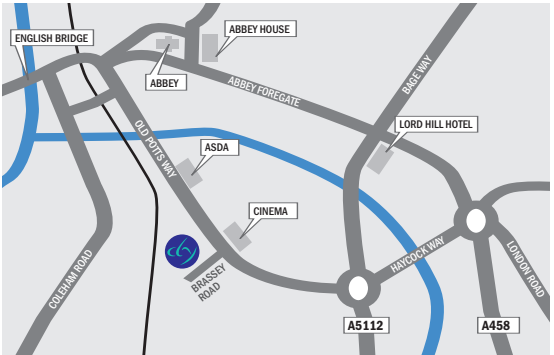 ENGLISH BRIDGE
ABBEY HOUSE
ABBEY
ABBEY FOREGATE
BAGE WAY
LORD HILL HOTEL
OLD POTTS WAY
ASDA
CINEMA
COLEHAM ROAD
BRASSEY
ROAD
HAYCOCK WAY
LONDON ROAD
A5112
A458